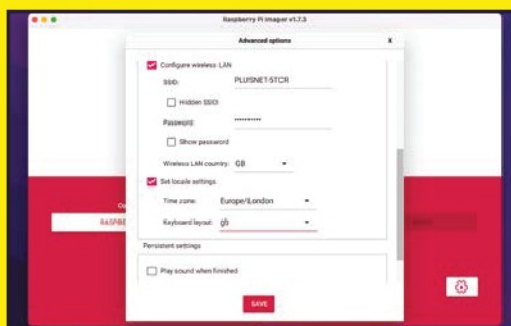 Raspberry Pi Imager v1.7.3
Advanced options X
Configure wireless LAN
SSID: PLUSNET-5TCR
Hidden SSID
Password: ••••••••••
Show password
Wireless LAN country: GB
Set locale settings
Time zone: Europe/London
Keyboard layout: gb
Persistent settings
Play sound when finished
SAVE